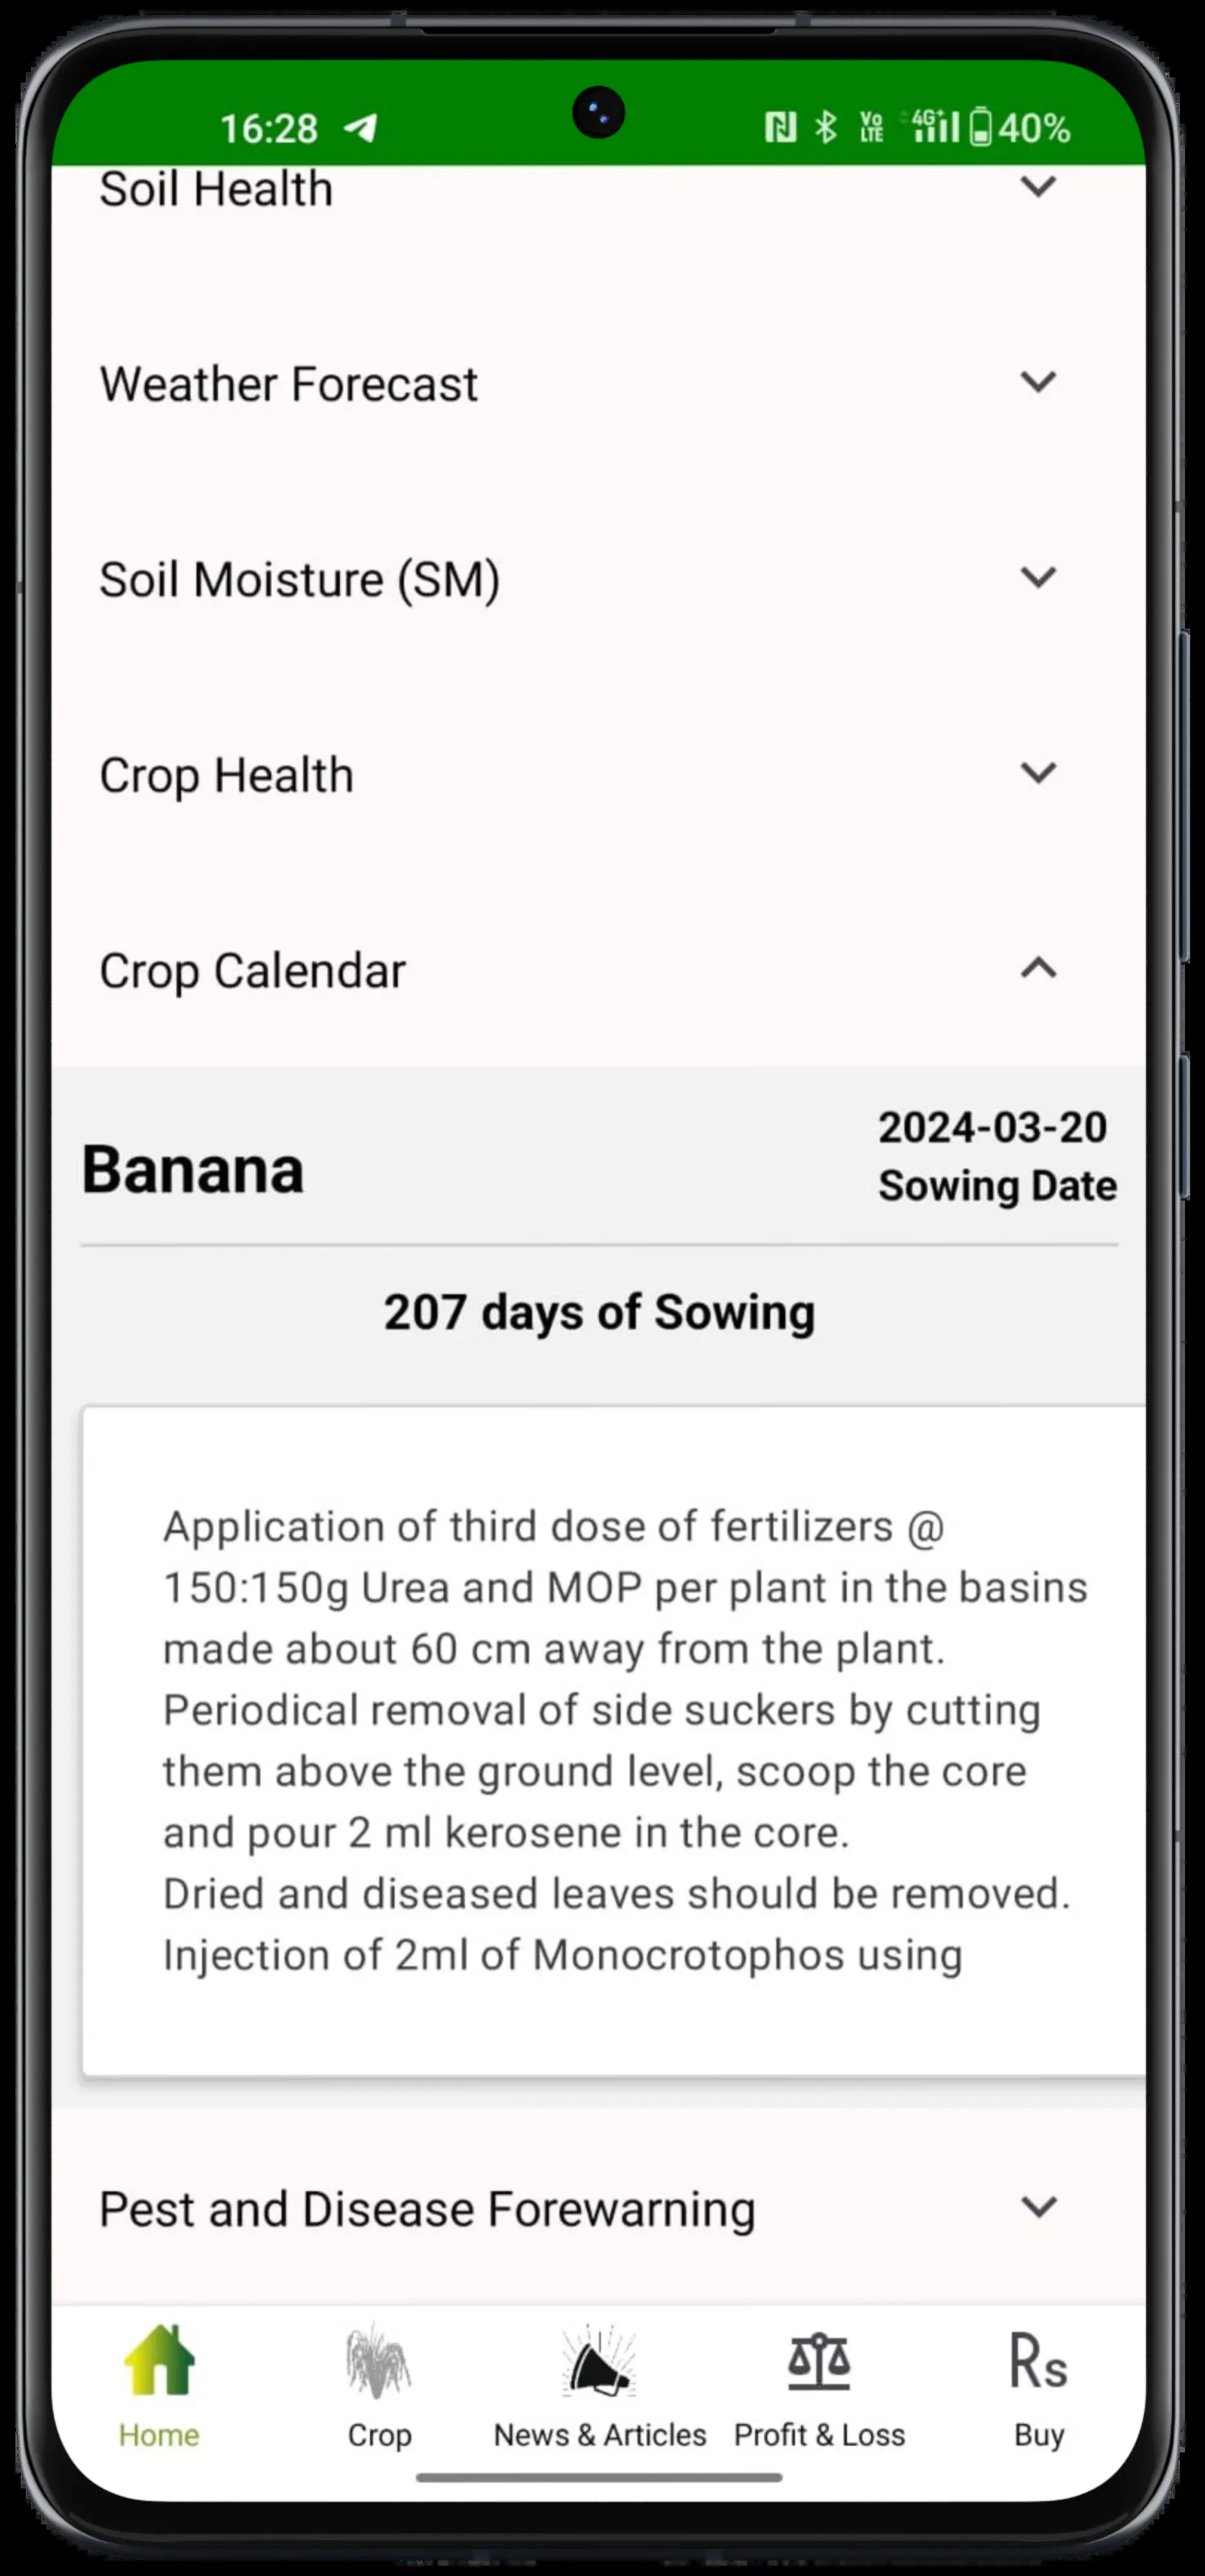 16:28
Vo LTE 4G+ 40%
Soil Health
Weather Forecast
Soil Moisture (SM)
Crop Health
Crop Calendar
Banana
2024-03-20
Sowing Date
207 days of Sowing
Application of third dose of fertilizers @
150:150g Urea and MOP per plant in the basins
made about 60 cm away from the plant.
Periodical removal of side suckers by cutting
them above the ground level, scoop the core
and pour 2 ml kerosene in the core.
Dried and diseased leaves should be removed.
Injection of 2ml of Monocrotophos using
Pest and Disease Forewarning
Rs
Home
Crop
News & Articles
Profit & Loss
Buy